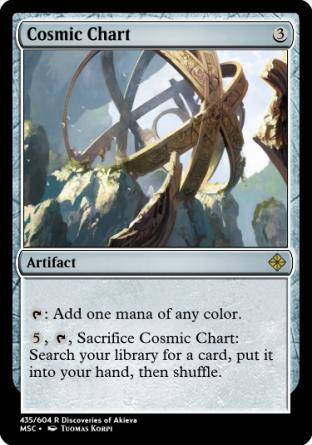 Cosmic Chart 3
Artifact
: Add one mana of any color.
5, , Sacrifice Cosmic Chart:
Search your library for a card, put it
into your hand, then shuffle.
435/604 R Discoveries of Akieva
MSC • Tuomas Korpi